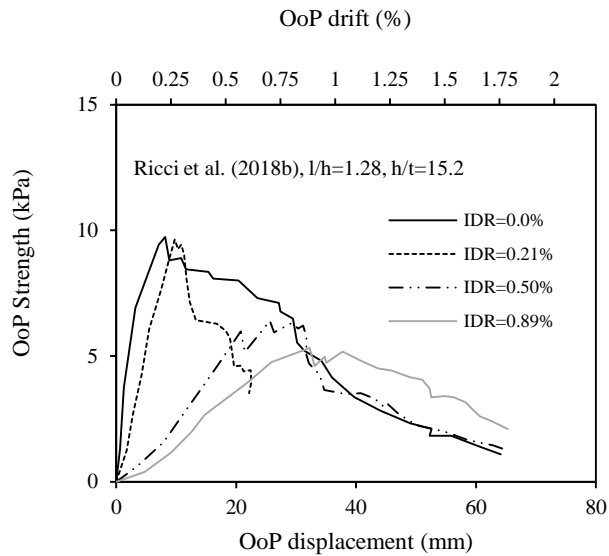 OoP drift (%)
0 0.25 0.5 0.75 1 1.25 1.5 1.75 2
15
10
5
0
OoP Strength (kPa)
Ricci et al. (2018b), l/h=1.28, h/t=15.2
IDR=0.0%
IDR=0.21%
IDR=0.50%
IDR=0.89%
0 20 40 60 80
OoP displacement (mm)